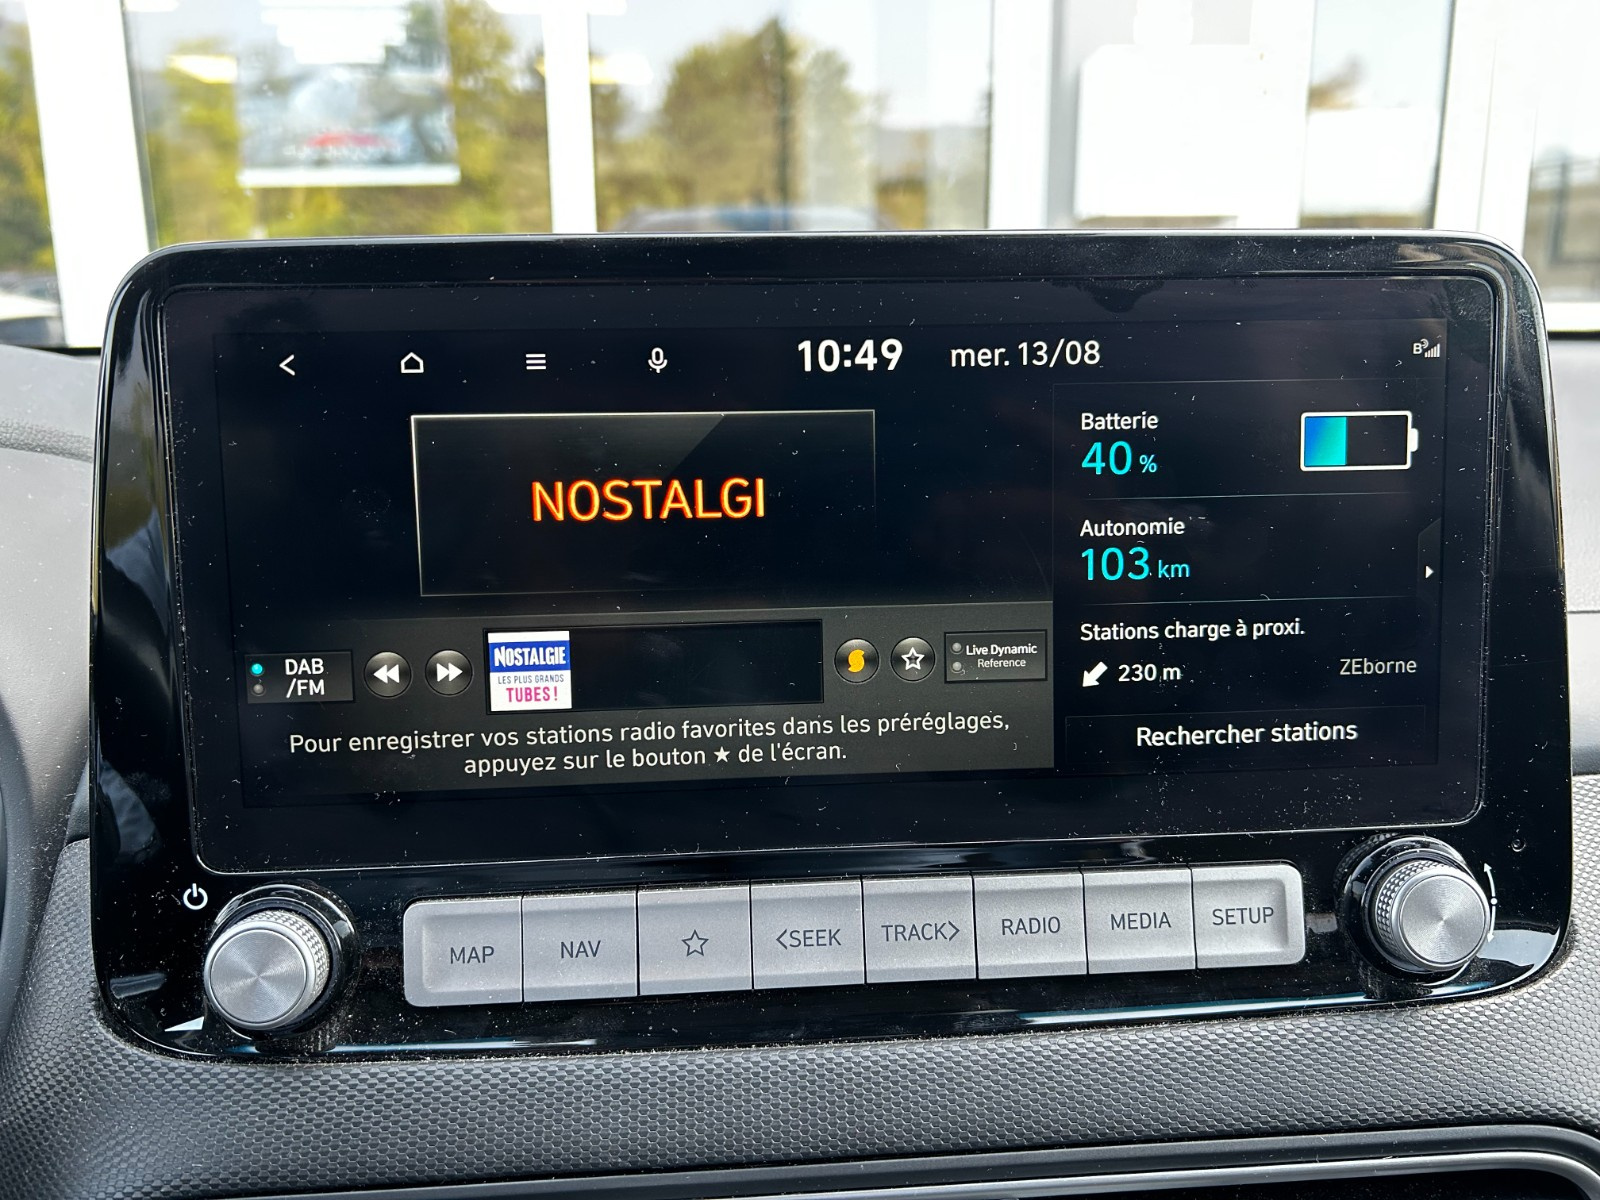 10:49 mer. 13/08
B
NOSTALGI
Batterie
40 %
Autonomie
103 km
Stations charge à proxi.
230 m ZEborne
Rechercher stations
DAB
/FM
NOSTALGIE
LES PLUS GRANDS
TUBES!
Live Dynamic
Reference
Pour enregistrer vos stations radio favorites dans les préréglages,
appuyez sur le bouton ★ de l'écran.
MAP NAV ☆ <SEEK TRACK> RADIO MEDIA SETUP